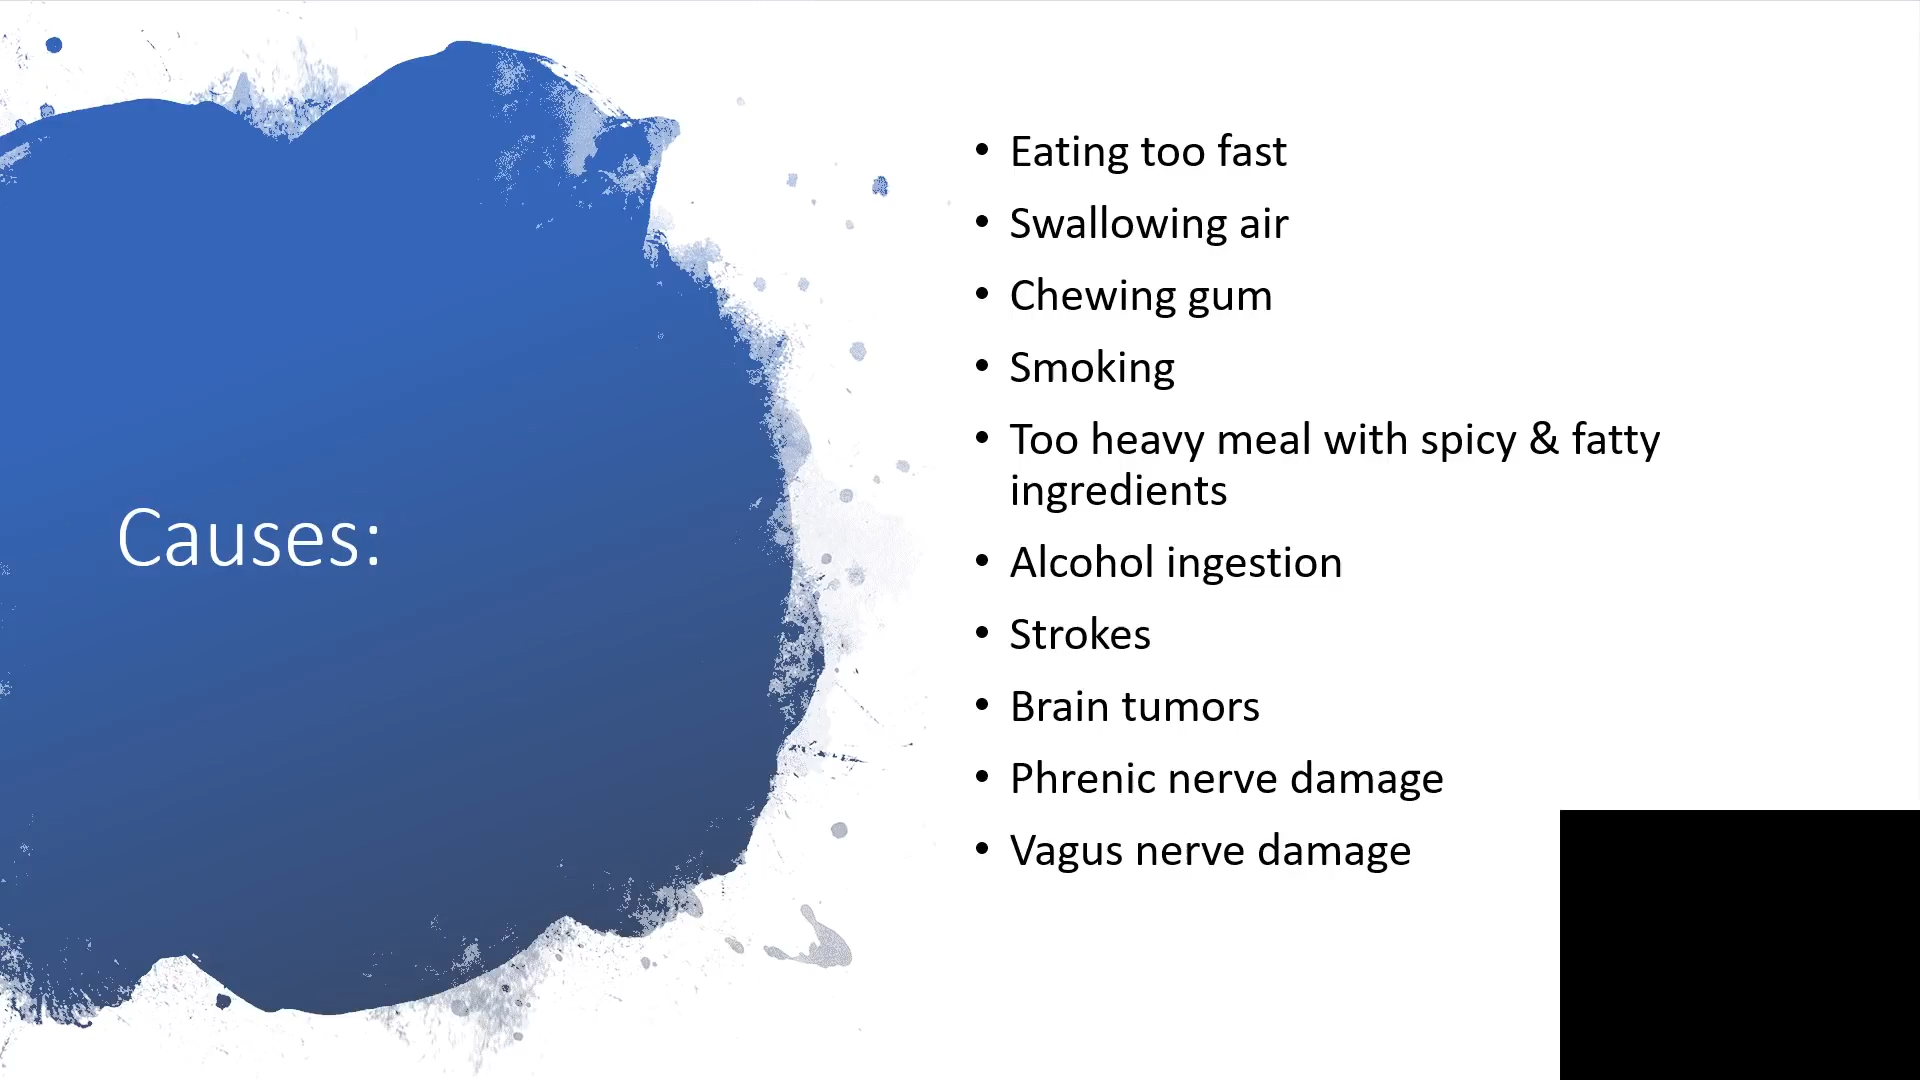 Causes:
• Eating too fast
• Swallowing air
• Chewing gum
• Smoking
• Too heavy meal with spicy & fatty
ingredients
• Alcohol ingestion
• Strokes
• Brain tumors
• Phrenic nerve damage
• Vagus nerve damage